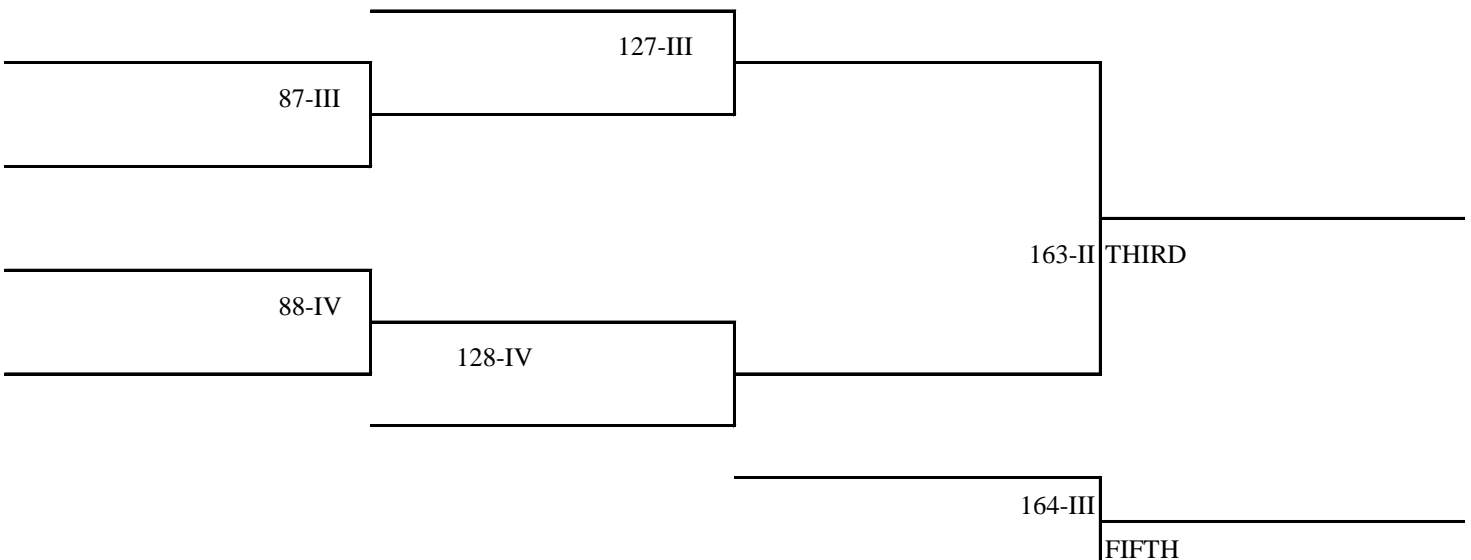 127-III
87-III
163-II THIRD
88-IV
128-IV
164-III
FIFTH